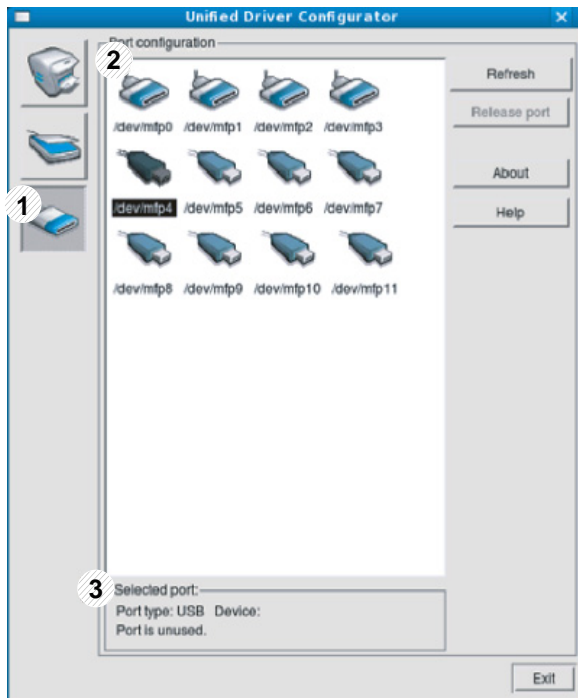 Unified Driver Configurator
Port configuration
2
Refresh
/dev/mfp0 /dev/mfp1 /dev/mfp2 /dev/mfp3
Release port
About
1
/dev/mfp4 /dev/mfp5 /dev/mfp6 /dev/mfp7
Help
/dev/mfp8 /dev/mfp9 /dev/mfp10 /dev/mfp11
3
Selected port:
Port type: USB Device:
Port is unused.
Exit